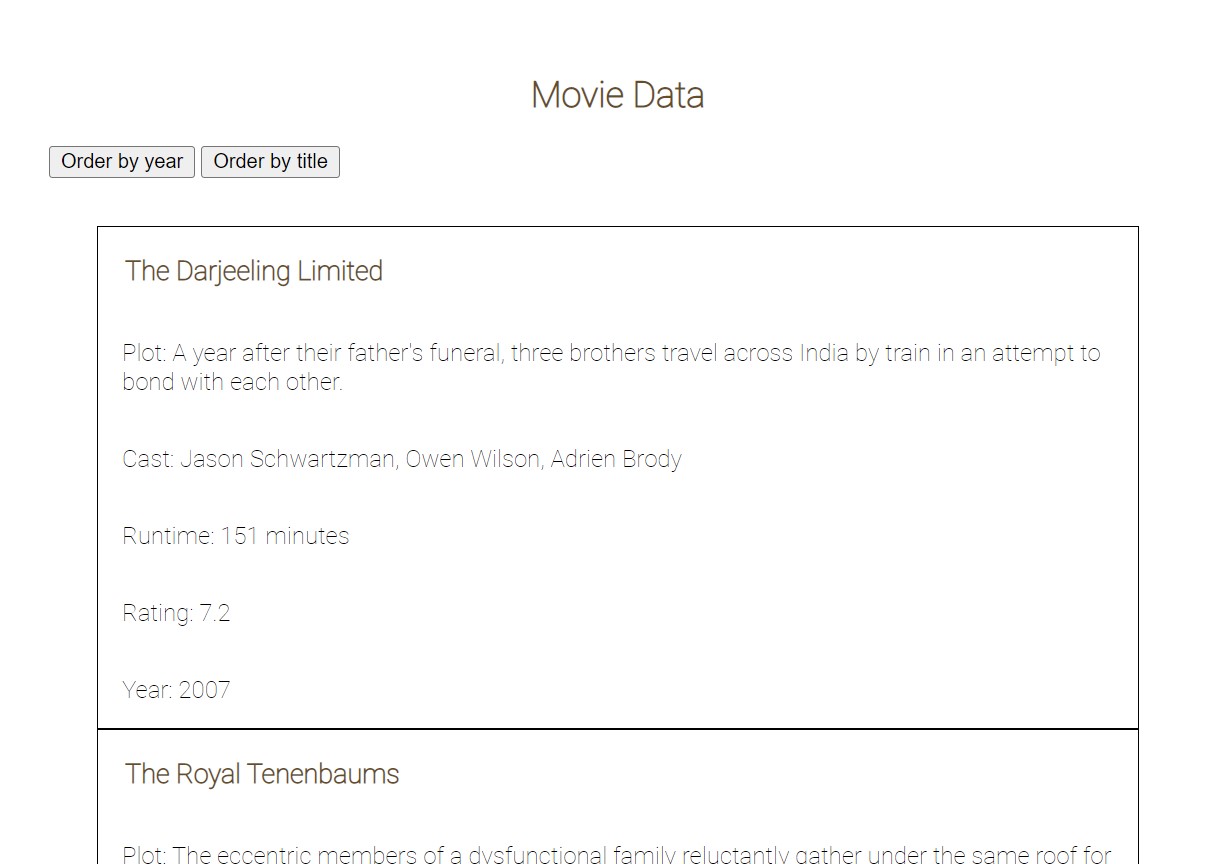 Movie Data
Order by year Order by title
The Darjeeling Limited
Plot: A year after their father's funeral, three brothers travel across India by train in an attempt to
bond with each other.
Cast: Jason Schwartzman, Owen Wilson, Adrien Brody
Runtime: 151 minutes
Rating: 7.2
Year: 2007
The Royal Tenenbaums
Plot: The eccentric members of a dysfunctional family reluctantly gather under the same roof for